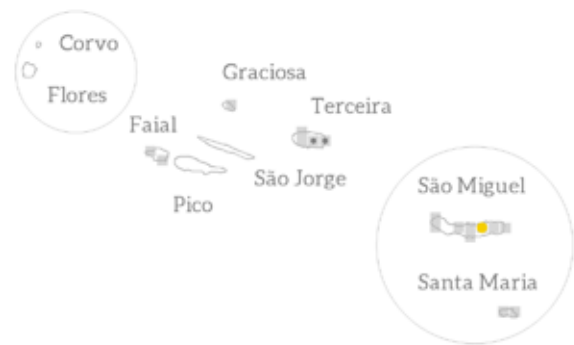 Corvo
Flores
Graciosa
Terceira
Faial
São Jorge
Pico
São Miguel
Santa Maria